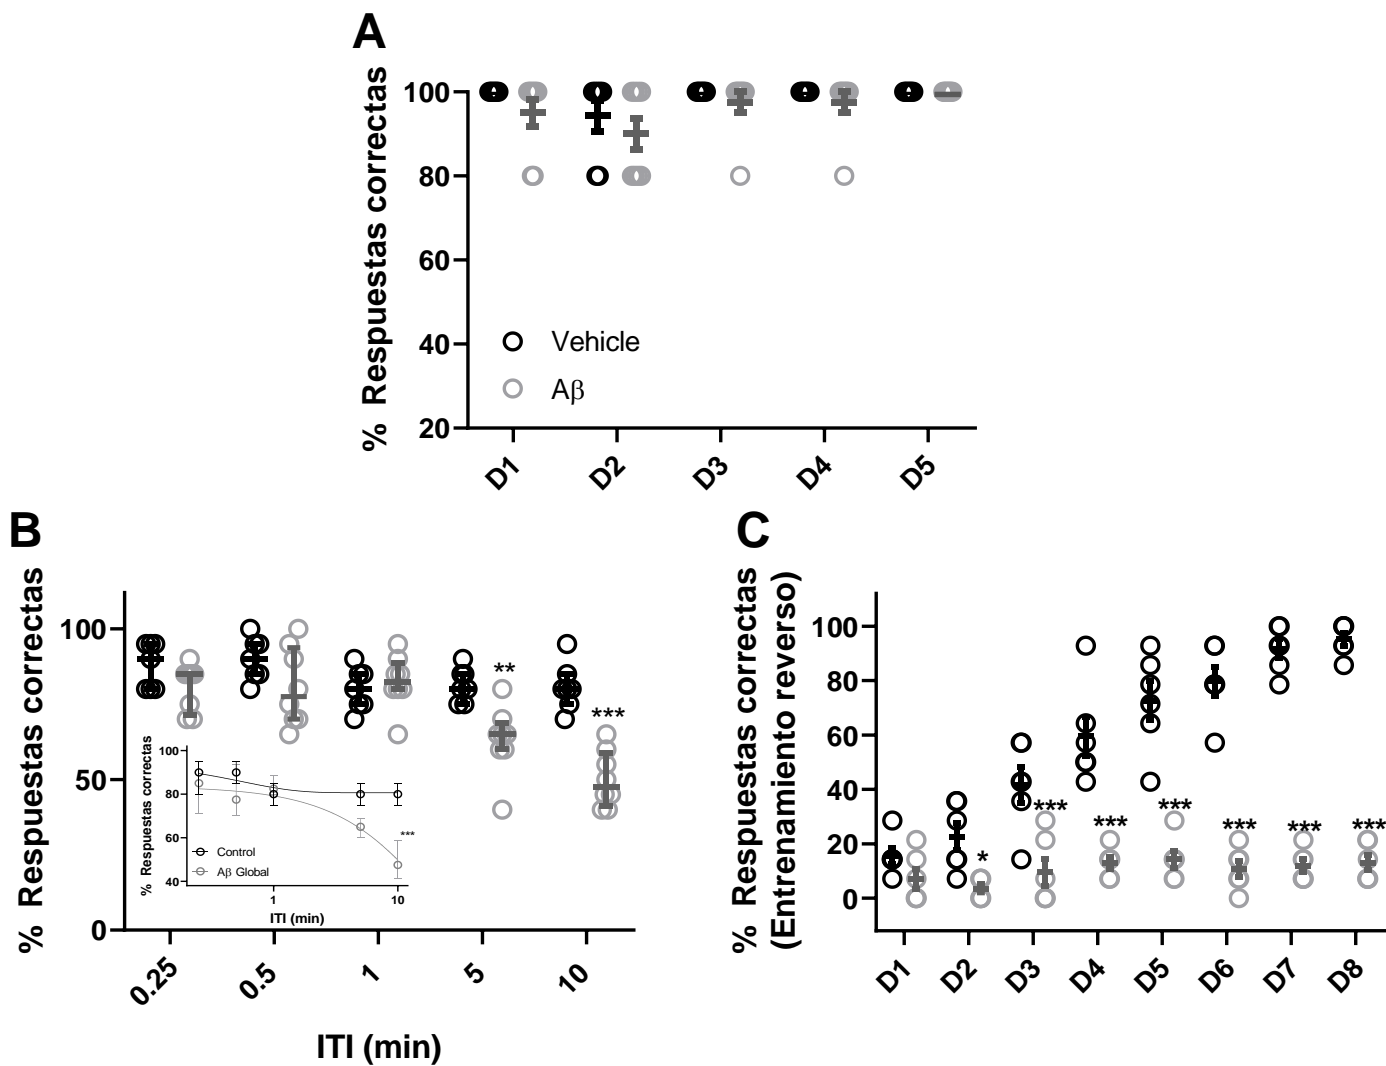 A
% Respuestas correctas
100
80
60
40
20
Vehicle
Aβ
D1
D2
D3
D4
D5
B
% Respuestas correctas
100
50
0
**
***
% Respuestas correctas
100
80
60
40
***
Control
Aβ Global
1
10
ITI (min)
0.25
0.5
1
5
10
ITI (min)
C
% Respuestas correctas
(Entrenamiento reverso)
100
80
60
40
20
0
*
***
***
***
***
***
***
D1
D2
D3
D4
D5
D6
D7
D8